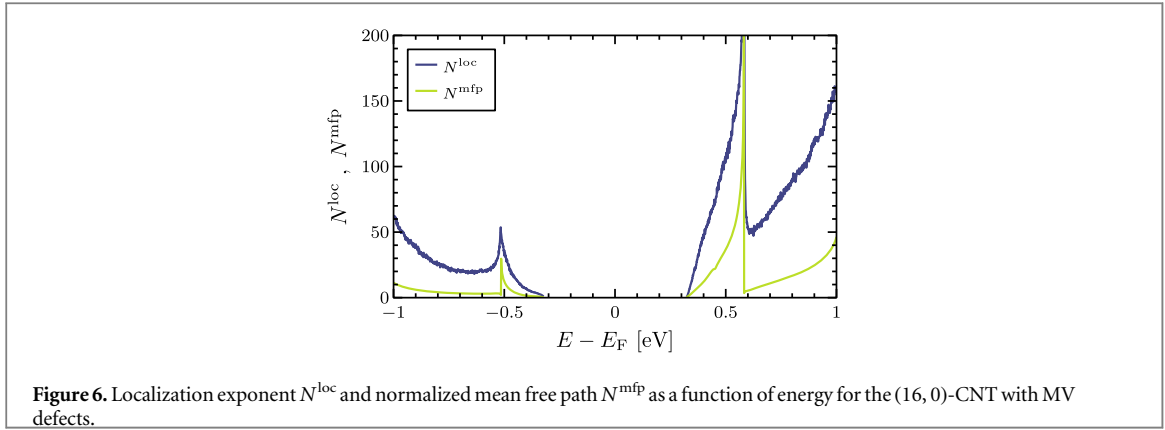 200
150
100
50
0
N^loc , N^mfp
N^loc
N^mfp
−1 −0.5 0 0.5 1
E − E_F [eV]
Figure 6. Localization exponent N^loc and normalized mean free path N^mfp as a function of energy for the (16, 0)-CNT with MV
defects.